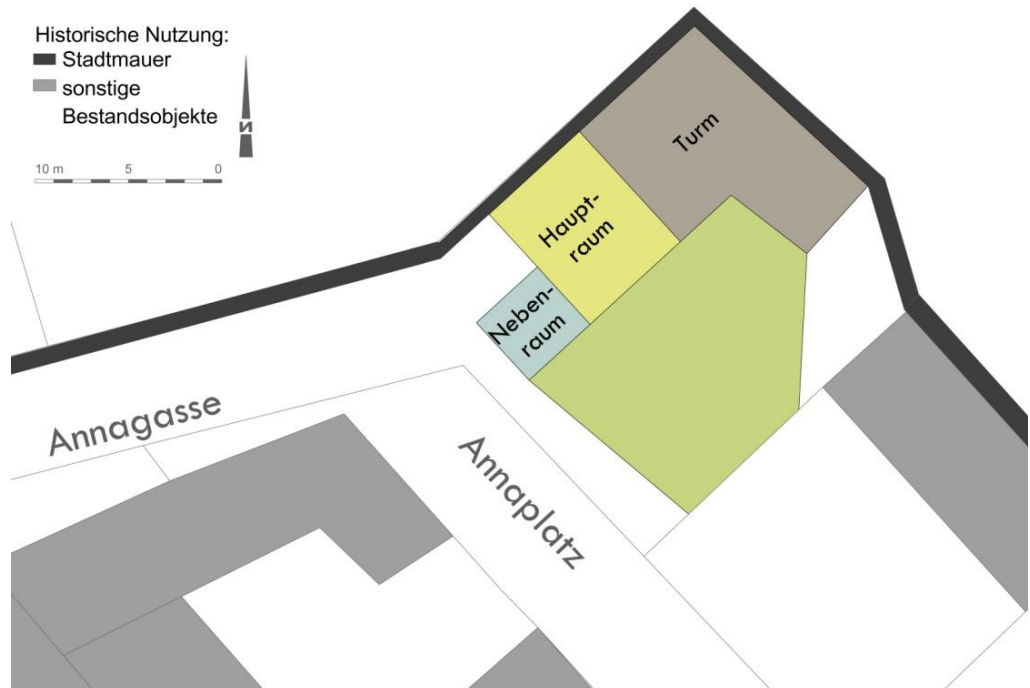 Historische Nutzung:
Stadtmauer
sonstige
Bestandsobjekte
N
10 m 5 0
Turm
Haupt-
raum
Neben-
raum
Annagasse
Annaplatz